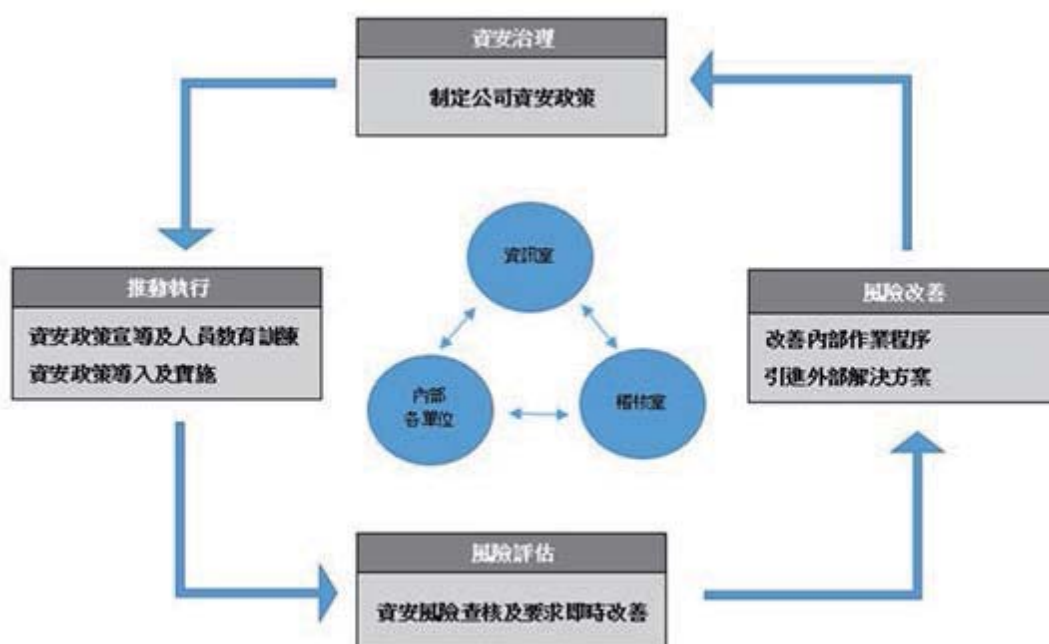 資安治理
制定公司資安政策
推動執行
資安政策宣導及人員教育訓練
資安政策導入及實施
資訊室
內部
各單位
稽核室
風險改善
改善內部作業程序
引進外部解決方案
風險評估
資安風險查核及要求即時改善